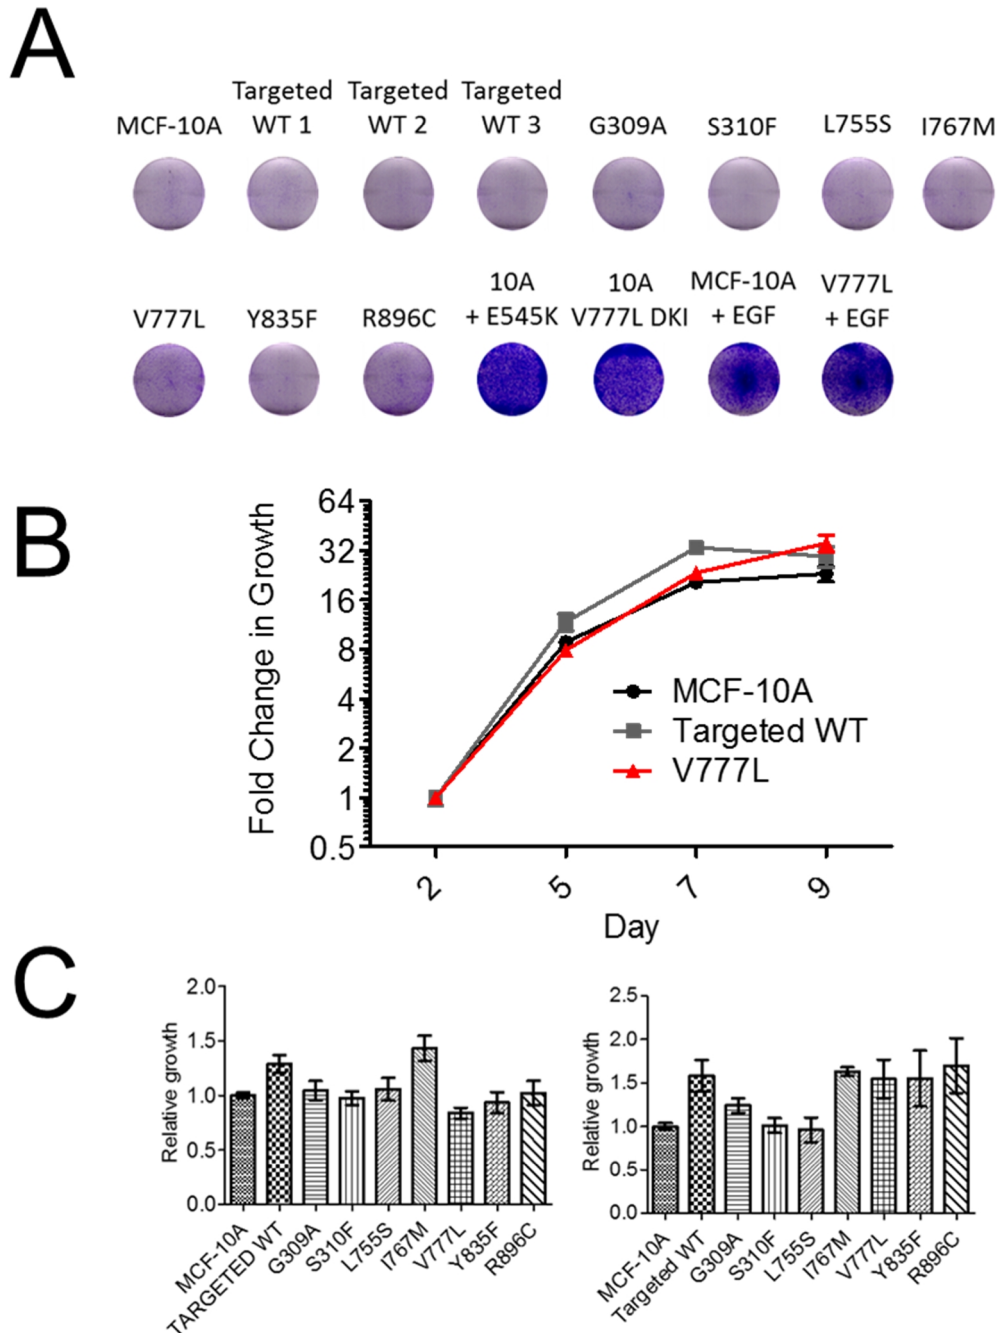 A
MCF-10A
Targeted
WT 1
Targeted
WT 2
Targeted
WT 3
G309A
S310F
L755S
I767M
V777L
Y835F
R896C
10A
+ E545K
10A
V777L DKI
MCF-10A
+ EGF
V777L
+ EGF
B
Fold Change in Growth
64
32
16
8
4
2
1
0.5
MCF-10A
Targeted WT
V777L
2
5
7
9
Day
C
Relative growth
2.0
1.5
1.0
0.5
0.0
MCF-10A
TARGETED WT
G309A
S310F
L755S
I767M
V777L
Y835F
R896C
Relative growth
2.5
2.0
1.5
1.0
0.5
0.0
MCF-10A
Targeted WT
G309A
S310F
L755S
I767M
V777L
Y835F
R896C